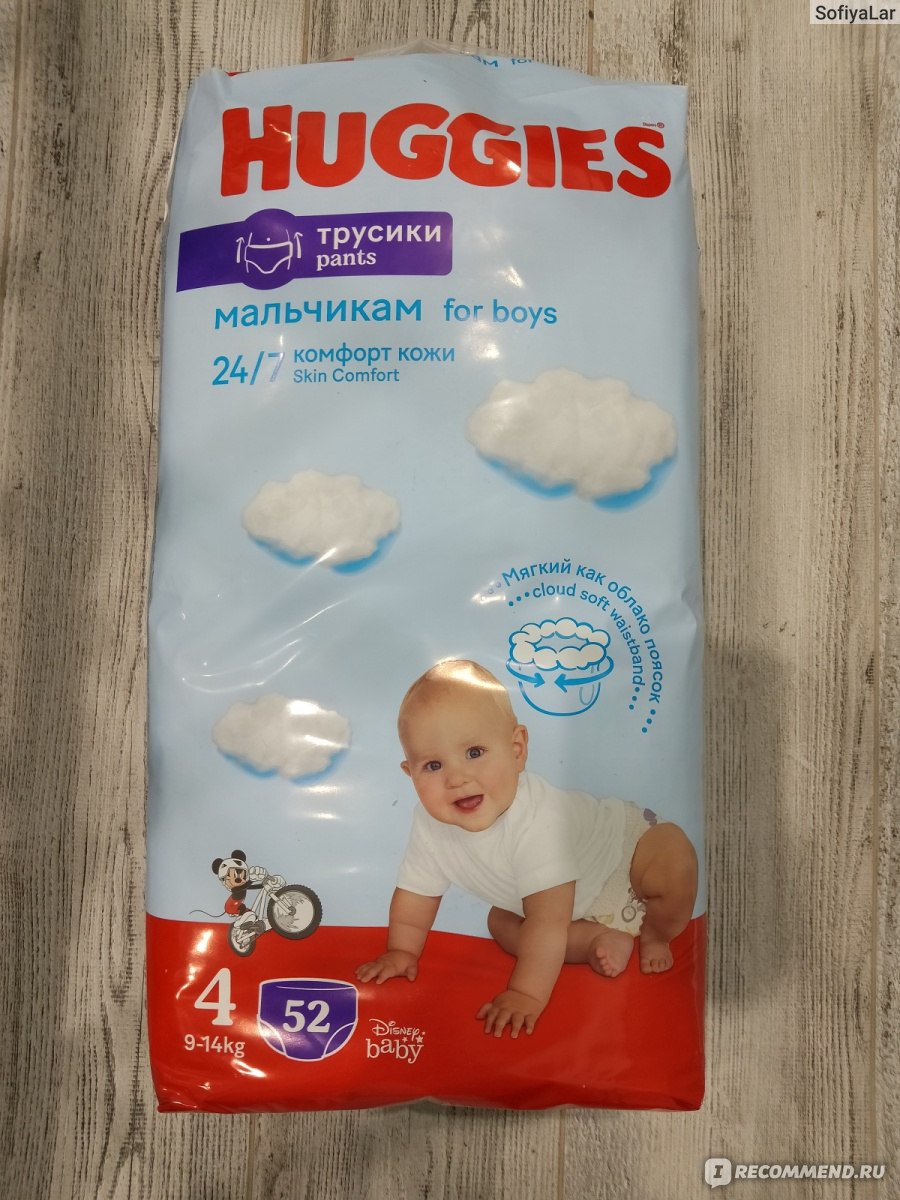 SofiyaLar
HUGGIES
трусики
pants
мальчикам for boys
24/7 комфорт кожи
Skin Comfort
Мягкий как облако поясок
cloud soft waistband
4
9-14kg
52
Disney
baby
IRECOMMEND.RU